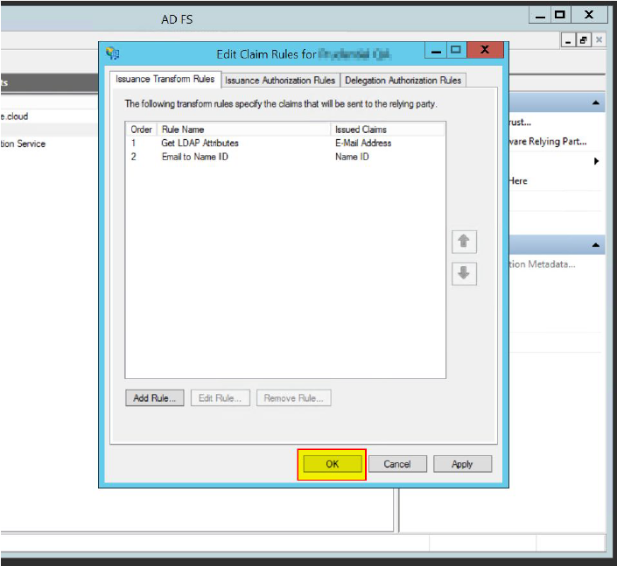 AD FS
Edit Claim Rules for
Issuance Transform Rules
Issuance Authorization Rules
Delegation Authorization Rules
The following transform rules specify the claims that will be sent to the relying party.
Order Rule Name Issued Claims
1 Get LDAP Attributes E-Mail Address
2 Email to Name ID Name ID
Add Rule...
Edit Rule...
Remove Rule...
OK
Cancel
Apply
ts
e.cloud
tion Service
rust...
ware Relying Part...
Here
tion Metadata...